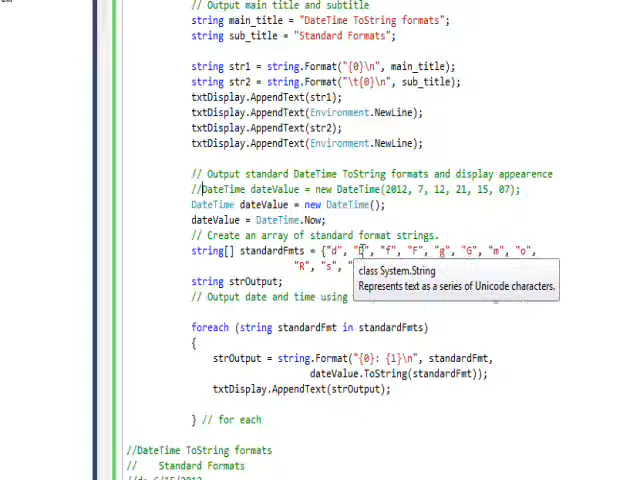 // Output main title and subtitle
string main_title = "DateTime ToString formats";
string sub_title = "Standard Formats";
string str1 = string.Format("{0}\n", main_title);
string str2 = string.Format("\t{0}\n", sub_title);
txtDisplay.AppendText(str1);
txtDisplay.AppendText(Environment.NewLine);
txtDisplay.AppendText(str2);
txtDisplay.AppendText(Environment.NewLine);
// Output standard DateTime ToString formats and display appearence
//DateTime dateValue = new DateTime(2012, 7, 12, 21, 15, 07);
DateTime dateValue = new DateTime();
dateValue = DateTime.Now;
// Create an array of standard format strings.
string[] standardFmts = {"d", "D", "f", "F", "g", "G", "m", "o",
"R", "s", "
class System.String
Represents text as a series of Unicode characters.
string strOutput;
// Output date and time using
foreach (string standardFmt in standardFmts)
{
strOutput = string.Format("{0}: {1}\n", standardFmt,
dateValue.ToString(standardFmt));
txtDisplay.AppendText(strOutput);
} // for each
//DateTime ToString formats
// Standard Formats
//d: 6/15/2012